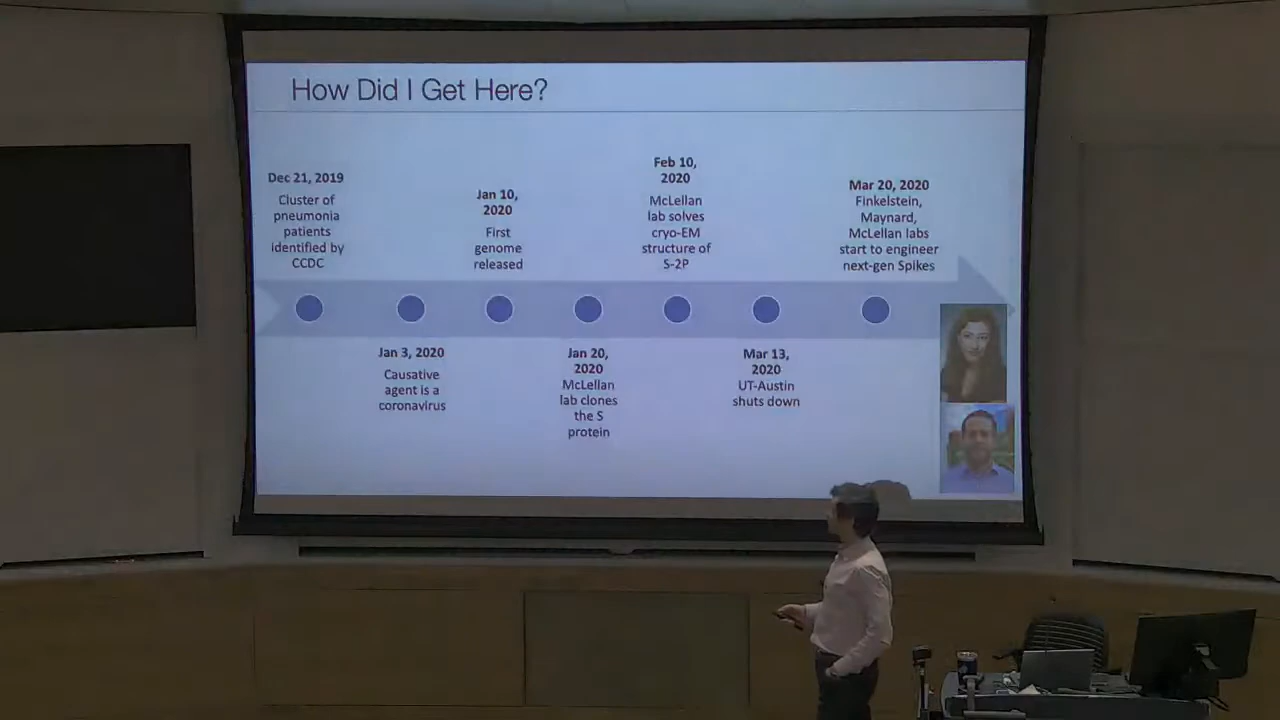 How Did I Get Here?
Dec 21, 2019
Cluster of
pneumonia
patients
identified by
CCDC
Jan 3, 2020
Causative
agent is a
coronavirus
Jan 10,
2020
First
genome
released
Jan 20,
2020
McLellan
lab clones
the S
protein
Feb 10,
2020
McLellan
lab solves
cryo-EM
structure of
S-2P
Mar 13,
2020
UT-Austin
shuts down
Mar 20, 2020
Finkelstein,
Maynard,
McLellan labs
start to engineer
next-gen Spikes